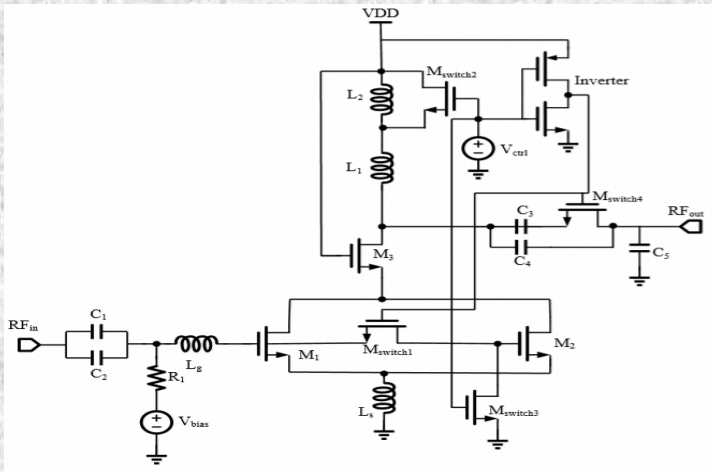 VDD
Mswitch2
Inverter
L2
Vctrl
L1
Mswitch4
C3
RFout
C4
C5
M3
C1
RFin
M1
Mswitch1
M2
C2
Lg
R1
Ls
Mswitch3
Vbias